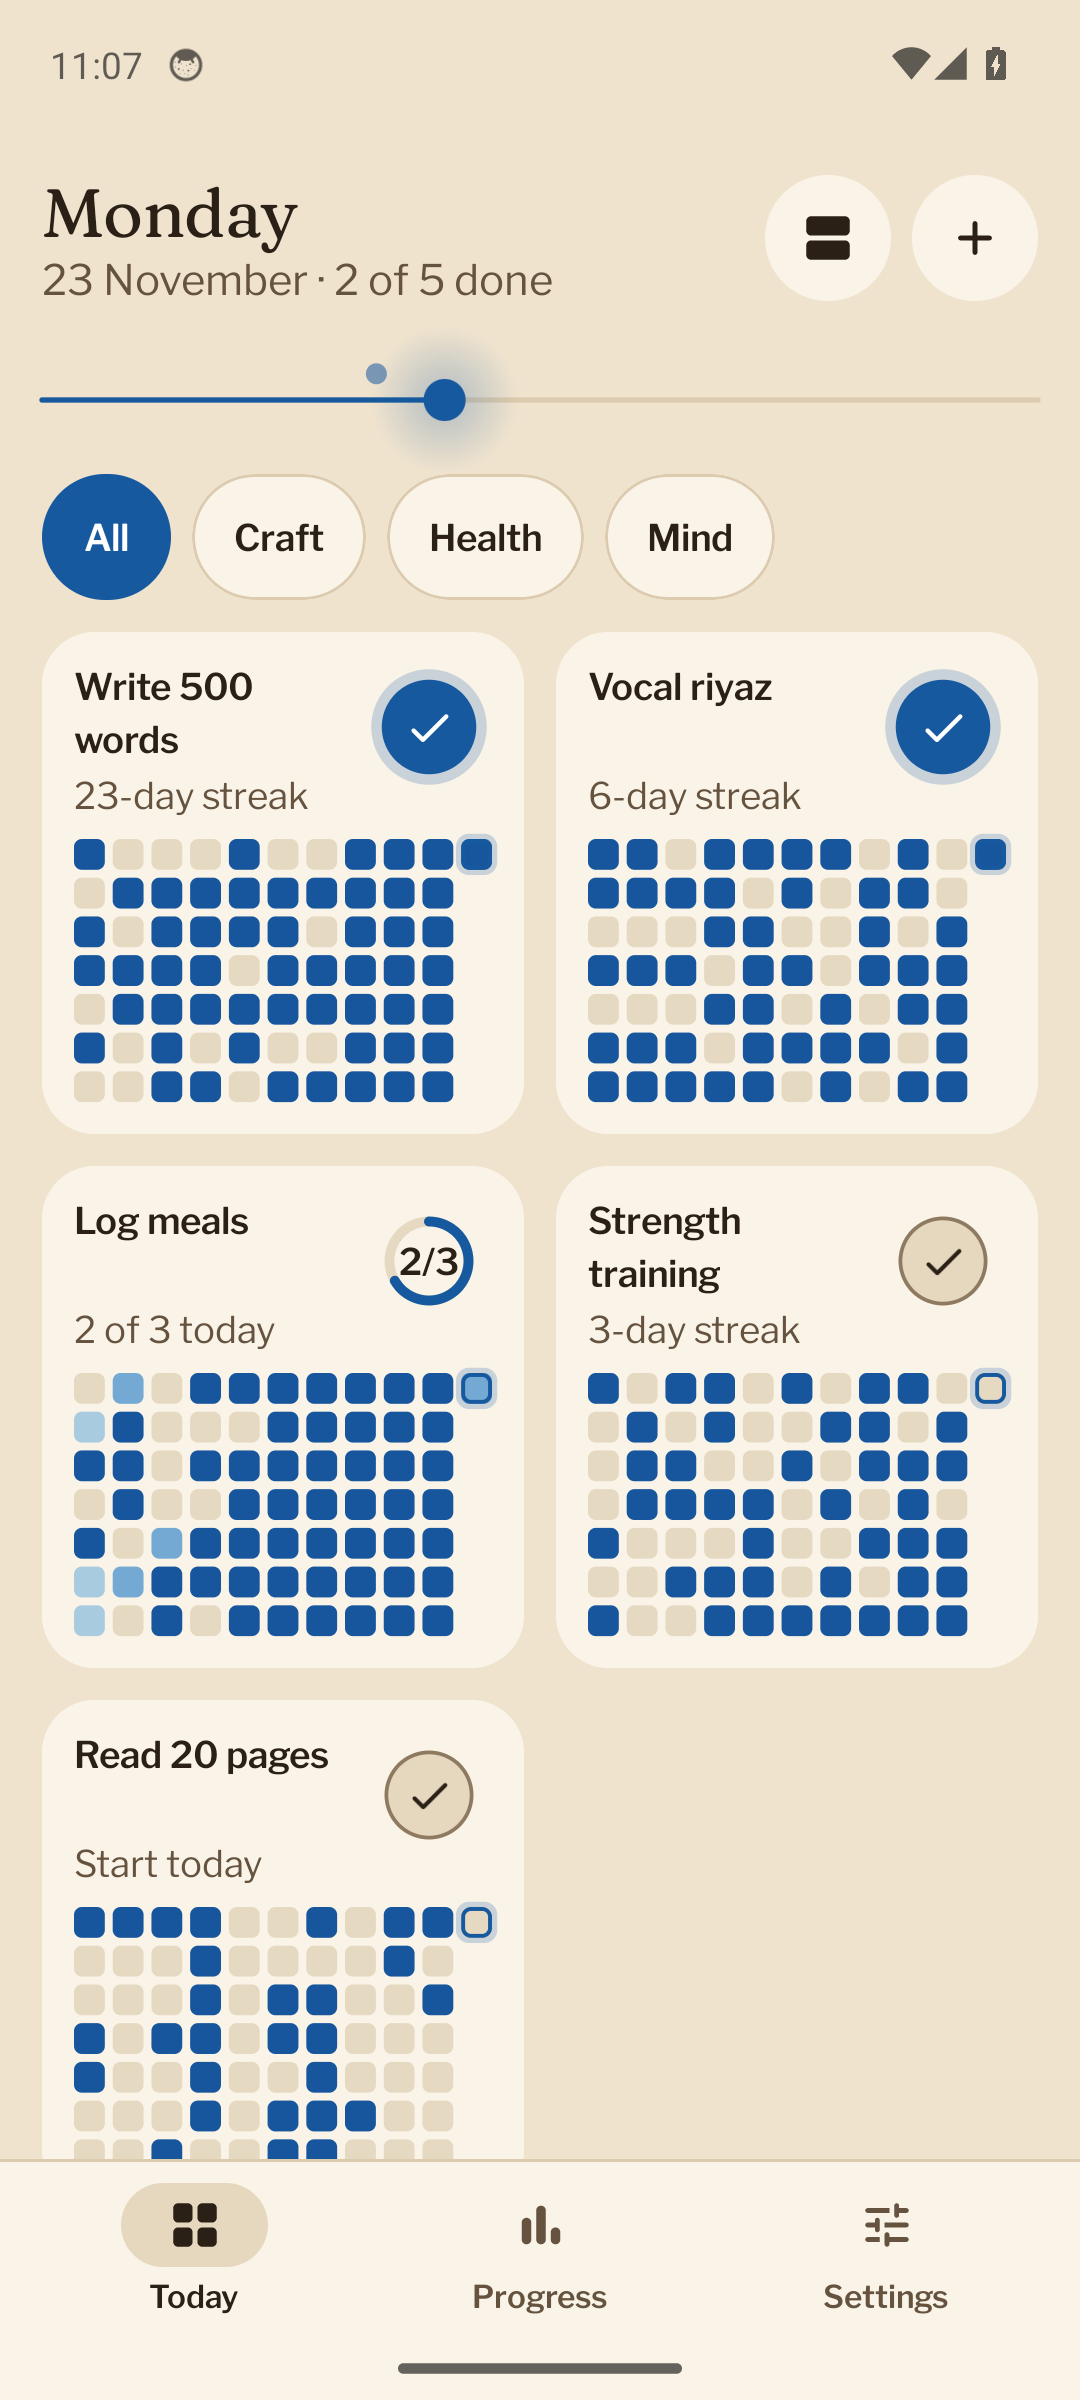 11:07
Monday
23 November · 2 of 5 done
All
Craft
Health
Mind
Write 500
words
23-day streak
Vocal riyaz
6-day streak
Log meals
2/3
2 of 3 today
Strength
training
3-day streak
Read 20 pages
Start today
Today
Progress
Settings